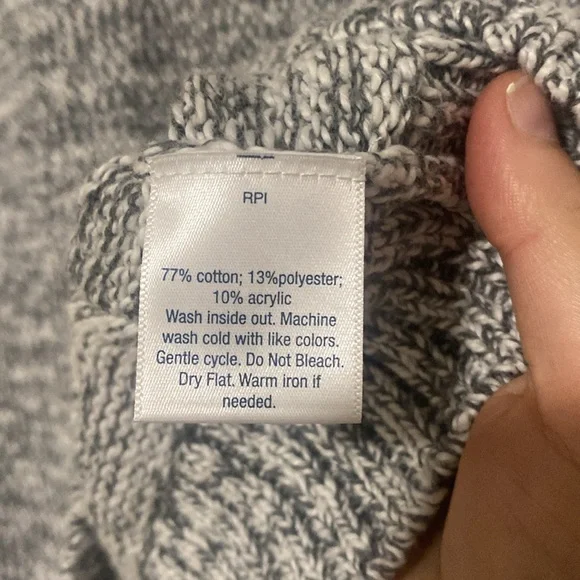 RPI
77% cotton; 13%polyester;
10% acrylic
Wash inside out. Machine
wash cold with like colors.
Gentle cycle. Do Not Bleach.
Dry Flat. Warm iron if
needed.